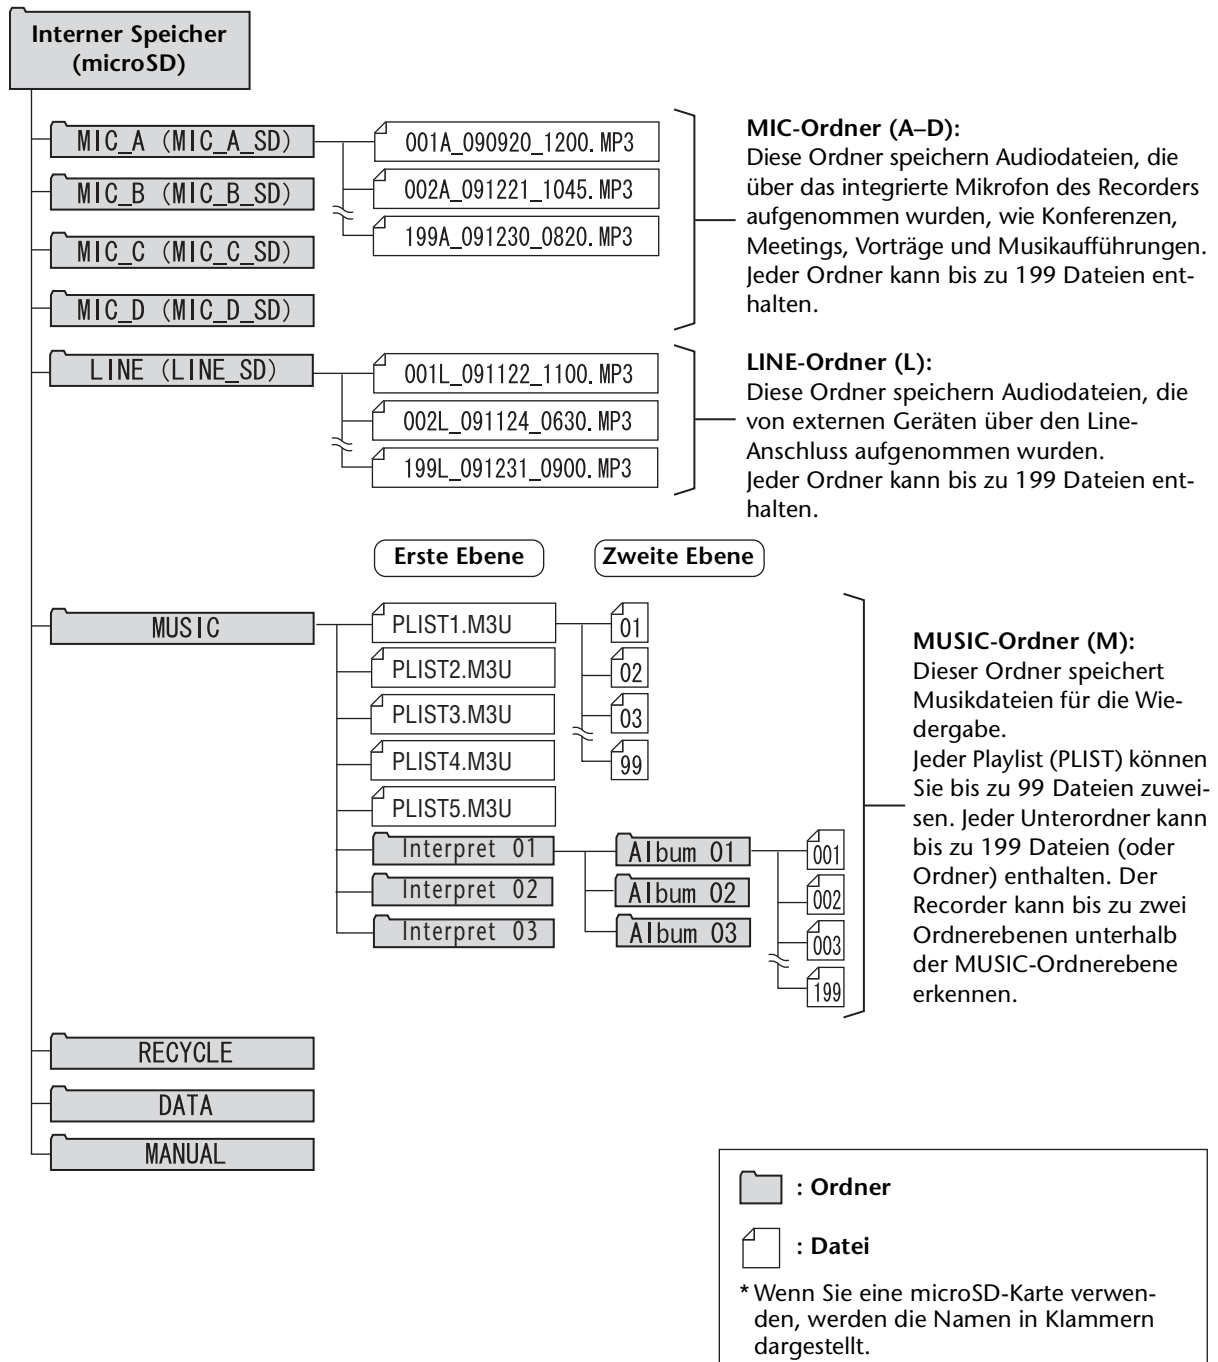 Interner Speicher
(microSD)
MIC_A (MIC_A_SD)
001A_090920_1200.MP3
MIC_B (MIC_B_SD)
002A_091221_1045.MP3
MIC_C (MIC_C_SD)
199A_091230_0820.MP3
MIC_D (MIC_D_SD)
MIC-Ordner (A–D):
Diese Ordner speichern Audiodateien, die
über das integrierte Mikrofon des Recorders
aufgenommen wurden, wie Konferenzen,
Meetings, Vorträge und Musikaufführungen.
Jeder Ordner kann bis zu 199 Dateien ent-
halten.
LINE (LINE_SD)
001L_091122_1100.MP3
002L_091124_0630.MP3
199L_091231_0900.MP3
LINE-Ordner (L):
Diese Ordner speichern Audiodateien, die
von externen Geräten über den Line-
Anschluss aufgenommen wurden.
Jeder Ordner kann bis zu 199 Dateien ent-
halten.
Erste Ebene
Zweite Ebene
MUSIC
PLIST1.M3U
01
PLIST2.M3U
02
PLIST3.M3U
03
PLIST4.M3U
99
PLIST5.M3U
Interpret 01
Album 01
001
Interpret 02
Album 02
002
Interpret 03
Album 03
003
199
MUSIC-Ordner (M):
Dieser Ordner speichert
Musikdateien für die Wie-
dergabe.
Jeder Playlist (PLIST) können
Sie bis zu 99 Dateien zuwei-
sen. Jeder Unterordner kann
bis zu 199 Dateien (oder
Ordner) enthalten. Der
Recorder kann bis zu zwei
Ordnerebenen unterhalb
der MUSIC-Ordnerebene
erkennen.
RECYCLE
DATA
MANUAL
: Ordner
: Datei
* Wenn Sie eine microSD-Karte verwen-
den, werden die Namen in Klammern
dargestellt.